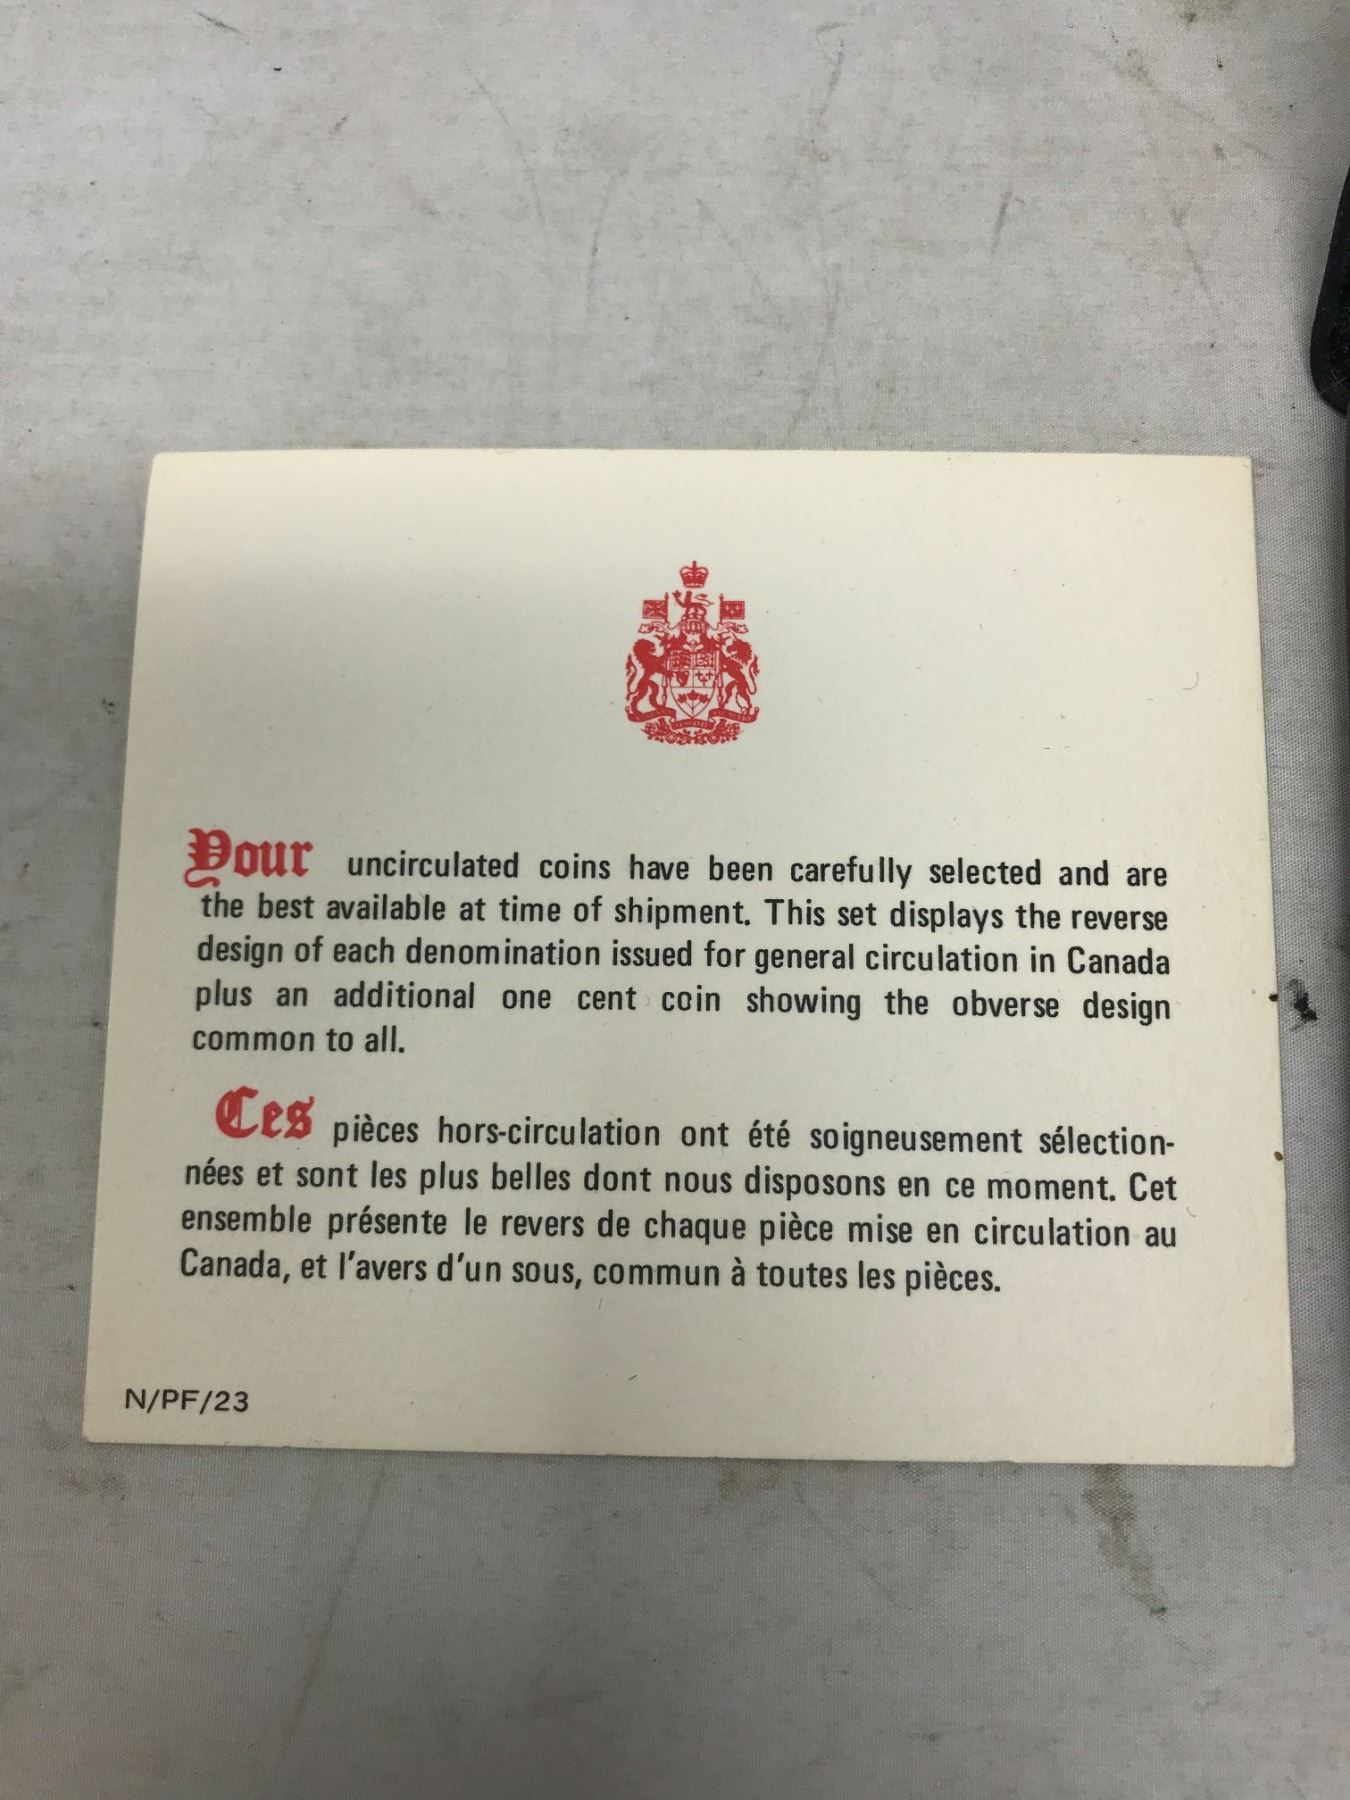 Your uncirculated coins have been carefully selected and are
the best available at time of shipment. This set displays the reverse
design of each denomination issued for general circulation in Canada
plus an additional one cent coin showing the obverse design
common to all.
Ces pièces hors-circulation ont été soigneusement sélection-
nées et sont les plus belles dont nous disposons en ce moment. Cet
ensemble présente le revers de chaque pièce mise en circulation au
Canada, et l'avers d'un sous, commun à toutes les pièces.
N/PF/23